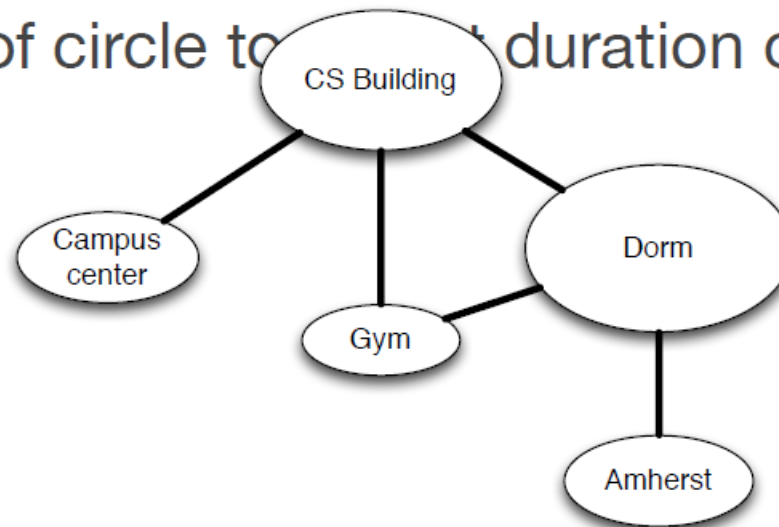 of circle to duration
CS Building
Campus
center
Dorm
Gym
Amherst